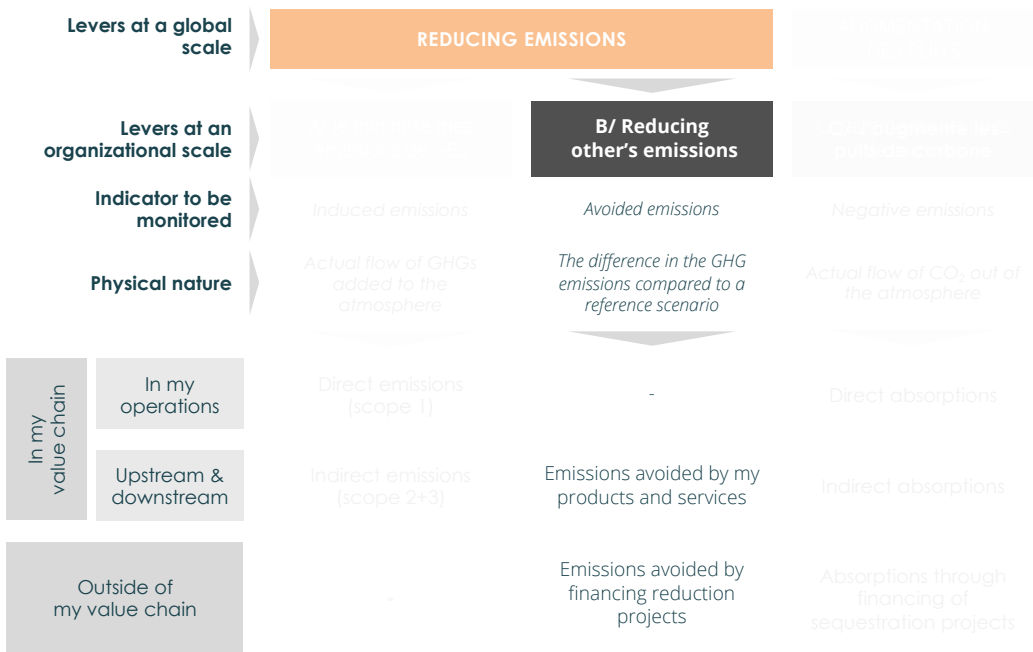 Levers at a global
scale
REDUCING EMISSIONS
Levers at an
organizational scale
B/ Reducing
other's emissions
Indicator to be
monitored
Induced emissions
Avoided emissions
Negative emissions
Physical nature
Actual flow of GHGs
added to the
atmosphere
The difference in the GHG
emissions compared to a
reference scenario
Actual flow of CO₂ out of
the atmosphere
In my
value chain
In my
operations
Direct emissions
(scope 1)
-
Direct absorptions
Upstream &
downstream
Indirect emissions
(scope 2+3)
Emissions avoided by my
products and services
Indirect absorptions
Outside of
my value chain
-
Emissions avoided by
financing reduction
projects
Absorptions through
financing of
sequestration projects